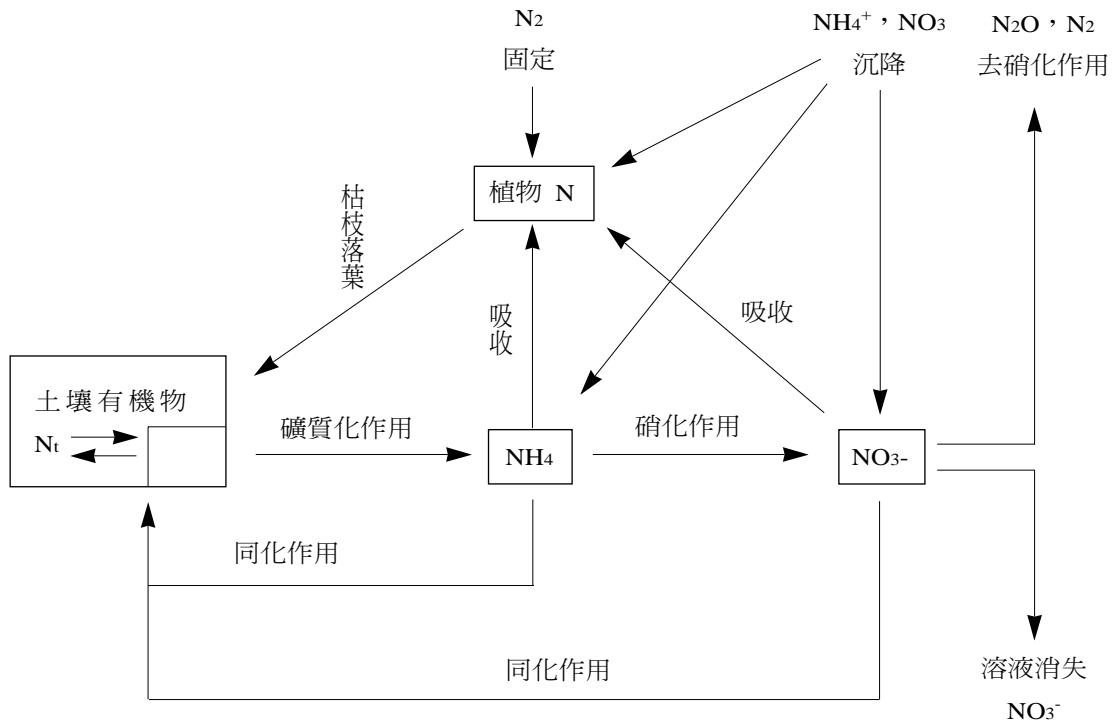 N₂
固定
NH₄⁺，NO₃
沉降
N₂O，N₂
去硝化作用
植物 N
枯枝落葉
吸收
吸收
土壤有機物
Nt
礦質化作用
NH₄
硝化作用
NO₃-
同化作用
同化作用
溶液消失
NO₃⁻